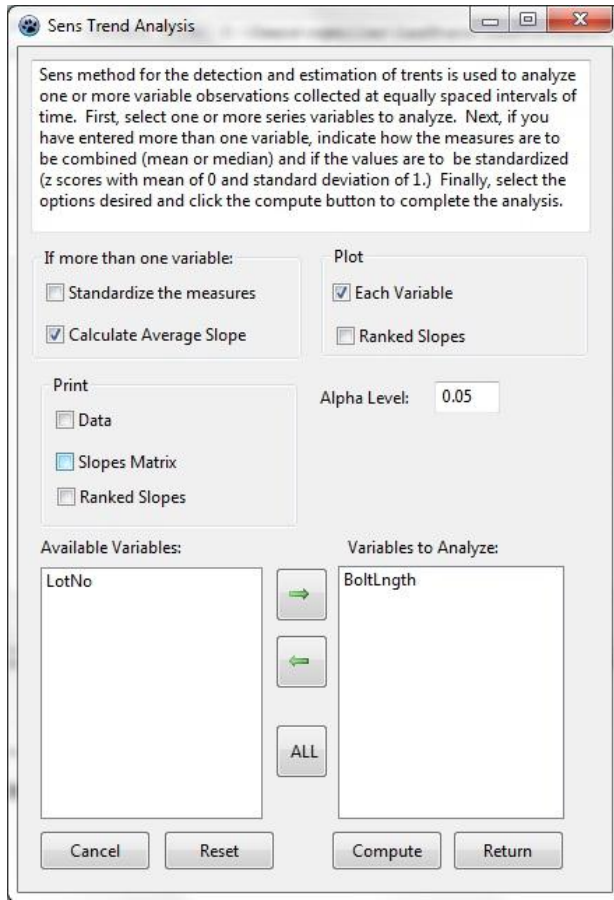 Sens Trend Analysis
Sens method for the detection and estimation of trents is used to analyze
one or more variable observations collected at equally spaced intervals of
time. First, select one or more series variables to analyze. Next, if you
have entered more than one variable, indicate how the measures are to
be combined (mean or median) and if the values are to be standardized
(z scores with mean of 0 and standard deviation of 1.) Finally, select the
options desired and click the compute button to complete the analysis.
If more than one variable:
Standardize the measures
Calculate Average Slope
Plot
Each Variable
Ranked Slopes
Print
Data
Slopes Matrix
Ranked Slopes
Alpha Level: 0.05
Available Variables:
LotNo
Variables to Analyze:
BoltLngth
ALL
Cancel
Reset
Compute
Return